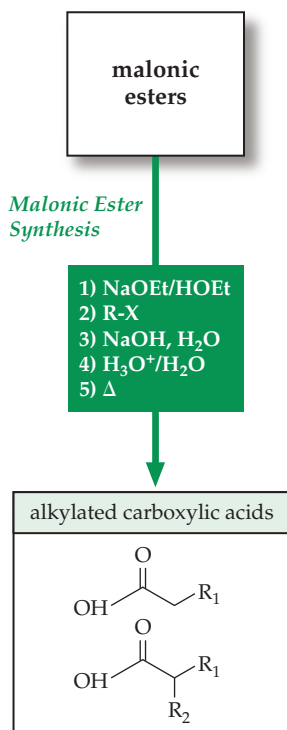 malonic
esters
Malonic Ester
Synthesis
1) NaOEt/HOEt
2) R-X
3) NaOH, H₂O
4) H₃O⁺/H₂O
5) Δ
alkylated carboxylic acids
O
OH
R₁
O
OH
R₁
R₂